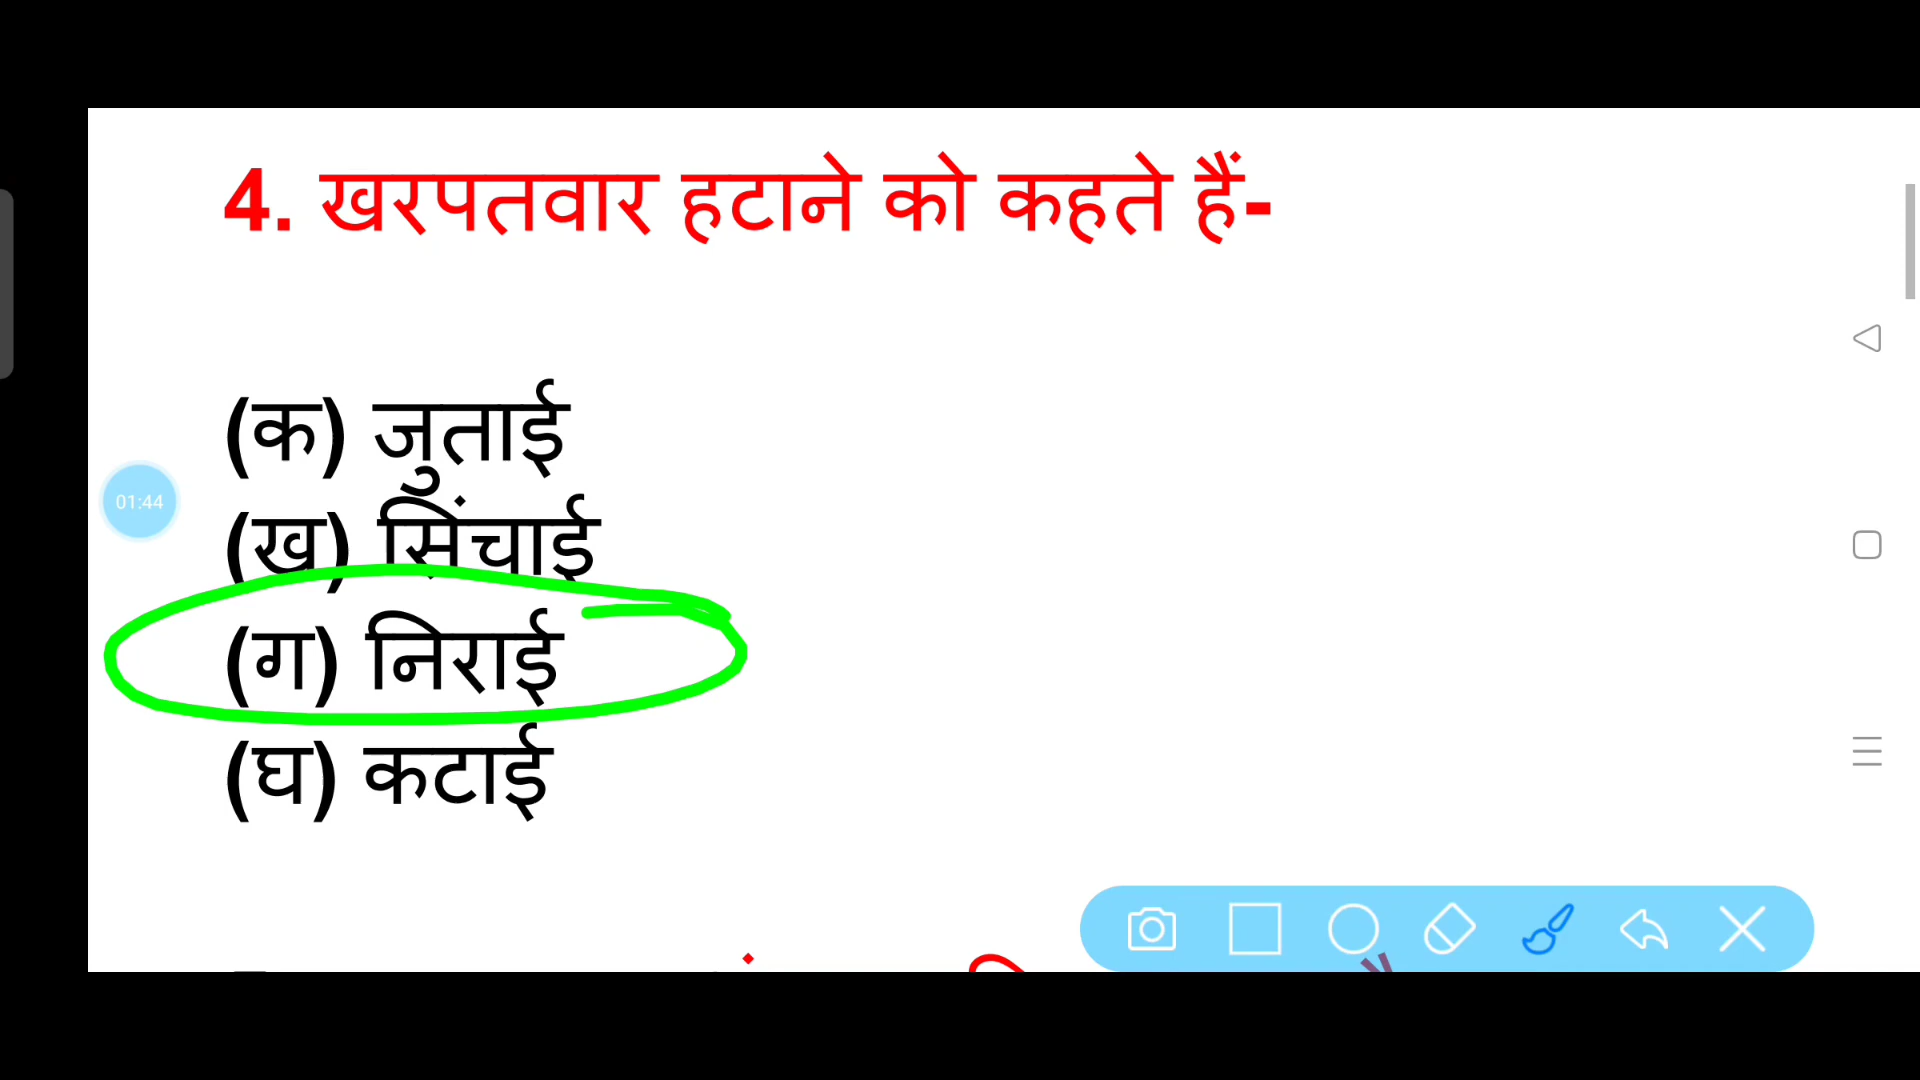 4. खरपतवार हटाने को कहते हैं-
(क) जुताई
01:44
(ख) सिंचाई
(ग) निराई
(घ) कटाई